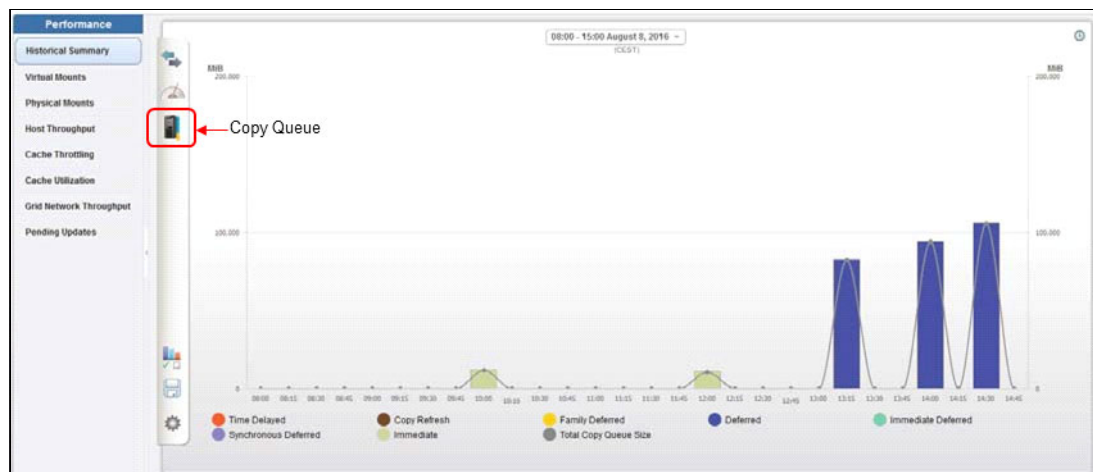 Performance
Historical Summary
Virtual Mounts
Physical Mounts
Host Throughput
Cache Throttling
Cache Utilization
Grid Network Throughput
Pending Updates
Copy Queue
08:00 - 15:00 August 8, 2016
(CEST)
MiB
MiB
200,000
200,000
100,000
100,000
0
0
08:00 08:15 08:30 08:45 09:00 09:15 09:30 09:45 10:00 10:15 10:30 10:45 11:00 11:15 11:30 11:45 12:00 12:15 12:30 12:45 13:00 13:15 13:30 13:45 14:00 14:15 14:30 14:45
Time Delayed Copy Refresh Family Deferred Deferred Immediate Deferred
Synchronous Deferred Immediate Total Copy Queue Size